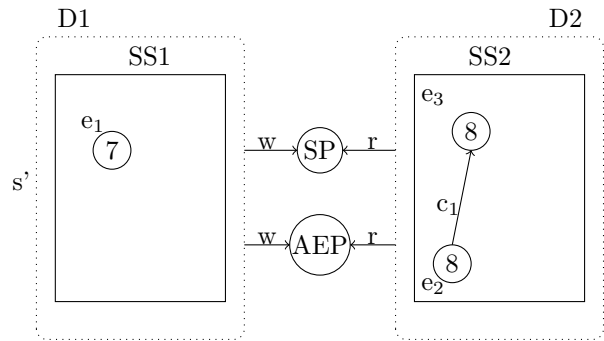 D1 D2
SS1 SS2
e₃
e₁
8
7 w SP r
s'
c₁
w AEP r
8
e₂